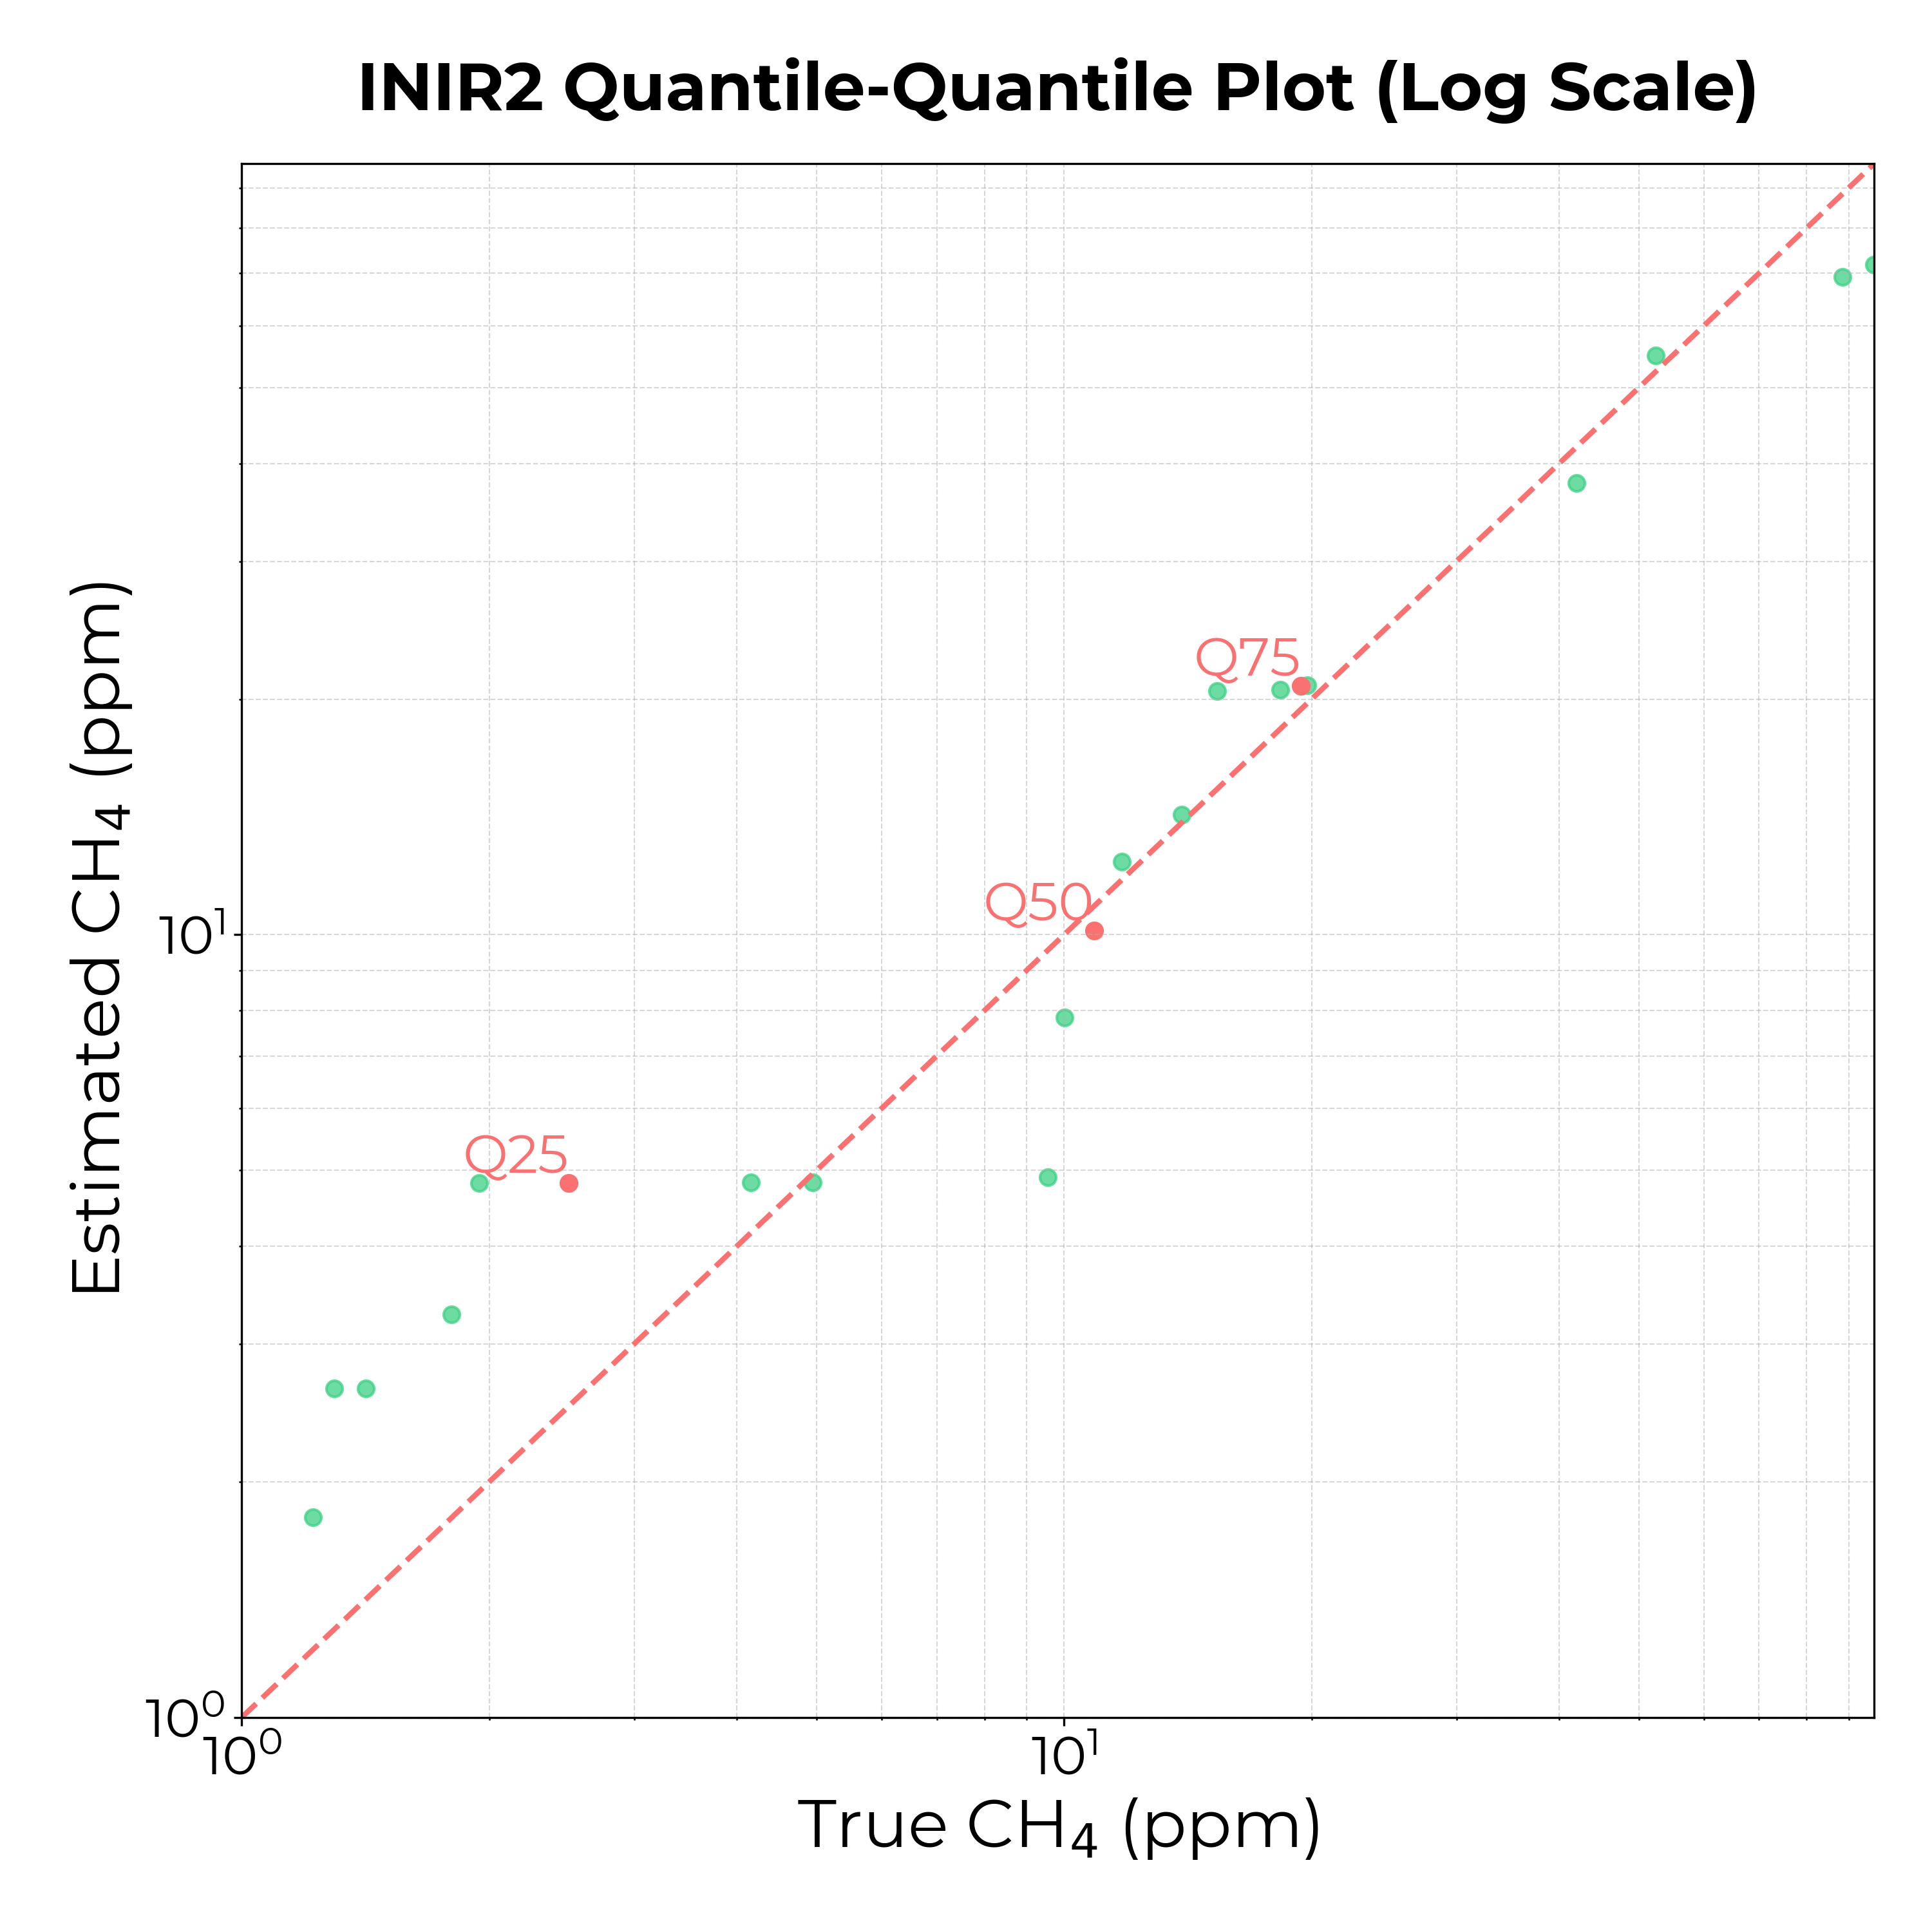 INIR2 Quantile-Quantile Plot (Log Scale)
Estimated CH₄ (ppm)
Q75
Q50
10¹
Q25
10⁰
10⁰ 10¹
True CH₄ (ppm)